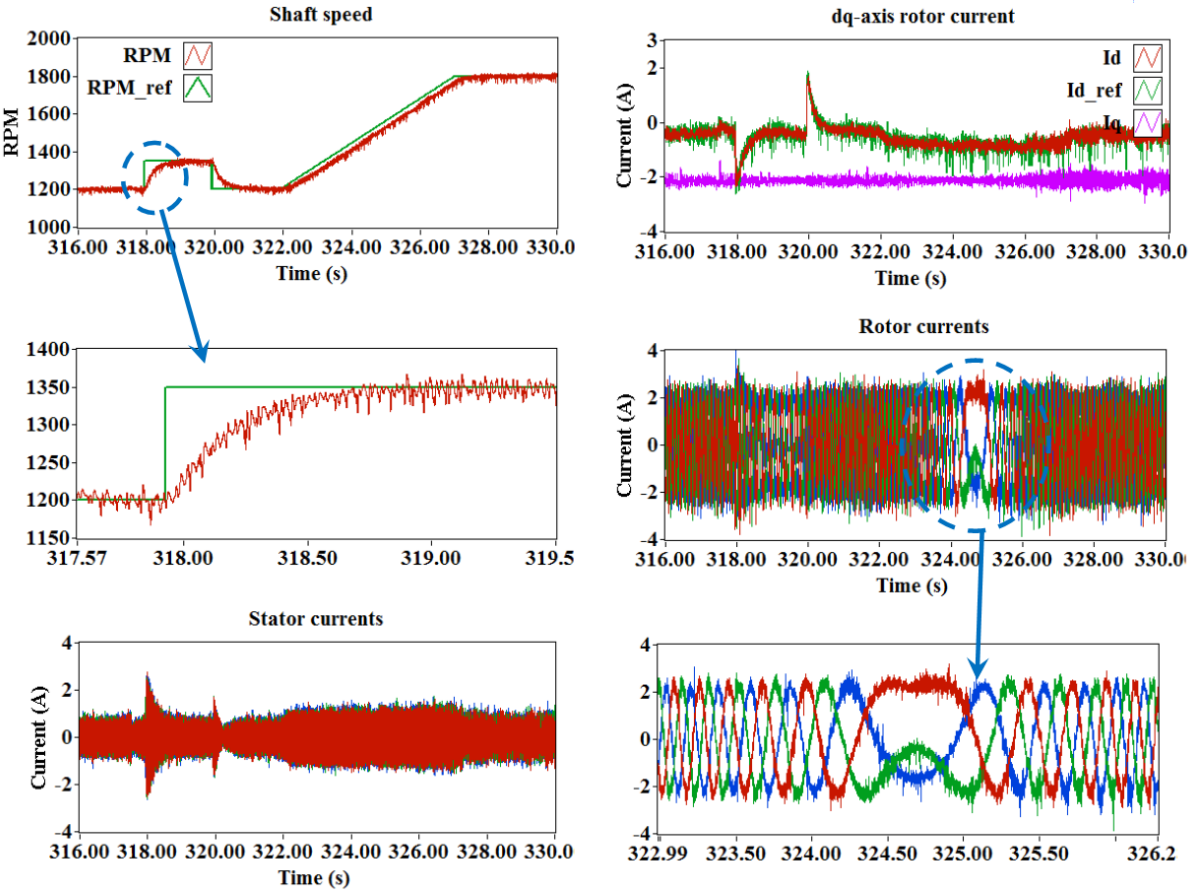 Shaft speed
2000
1800
1600
1400
1200
1000
RPM
RPM
RPM_ref
316.00 318.00 320.00 322.00 324.00 326.00 328.00 330.0
Time (s)
dq-axis rotor current
3
2
0
-2
-4
Current (A)
Id
Id_ref
Iq
316.00 318.00 320.00 322.00 324.00 326.00 328.00 330.0
Time (s)
1400
1350
1300
1250
1200
1150
317.57 318.00 318.50 319.00 319.5
Rotor currents
4
2
0
-2
-4
Current (A)
316.00 318.00 320.00 322.00 324.00 326.00 328.00 330.0
Time (s)
Stator currents
4
2
0
-2
-4
Current (A)
316.00 318.00 320.00 322.00 324.00 326.00 328.00 330.0
Time (s)
4
2
0
-2
-4
322.99 323.50 324.00 324.50 325.00 325.50 326.2